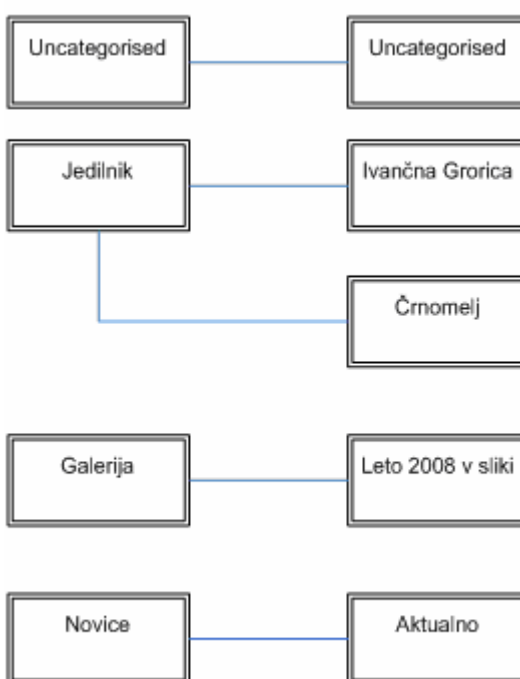 Uncategorised
Uncategorised
Jedilnik
Ivančna Grorica
Črnomelj
Galerija
Leto 2008 v sliki
Novice
Aktualno